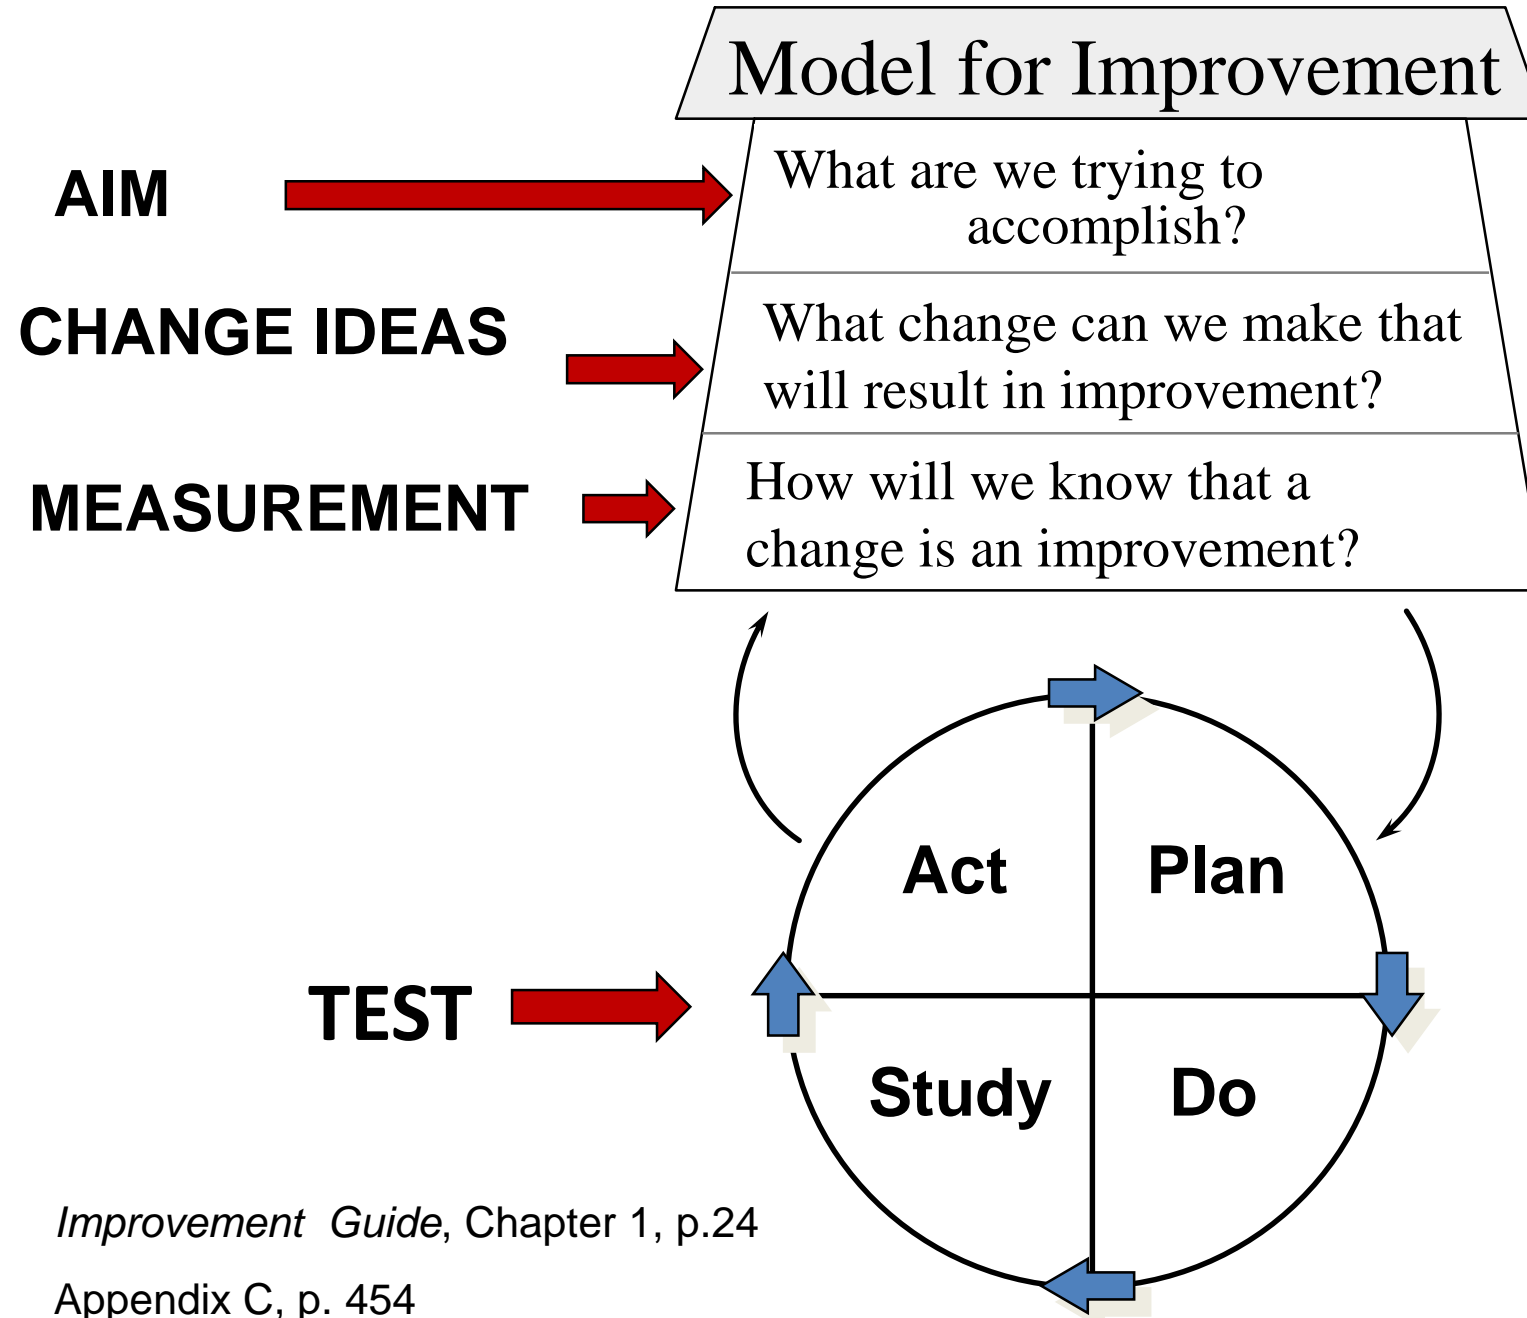 Model for Improvement
AIM
What are we trying to
accomplish?
CHANGE IDEAS
What change can we make that
will result in improvement?
MEASUREMENT
How will we know that a
change is an improvement?
Act
Plan
TEST
Study
Do
Improvement Guide, Chapter 1, p.24
Appendix C, p. 454